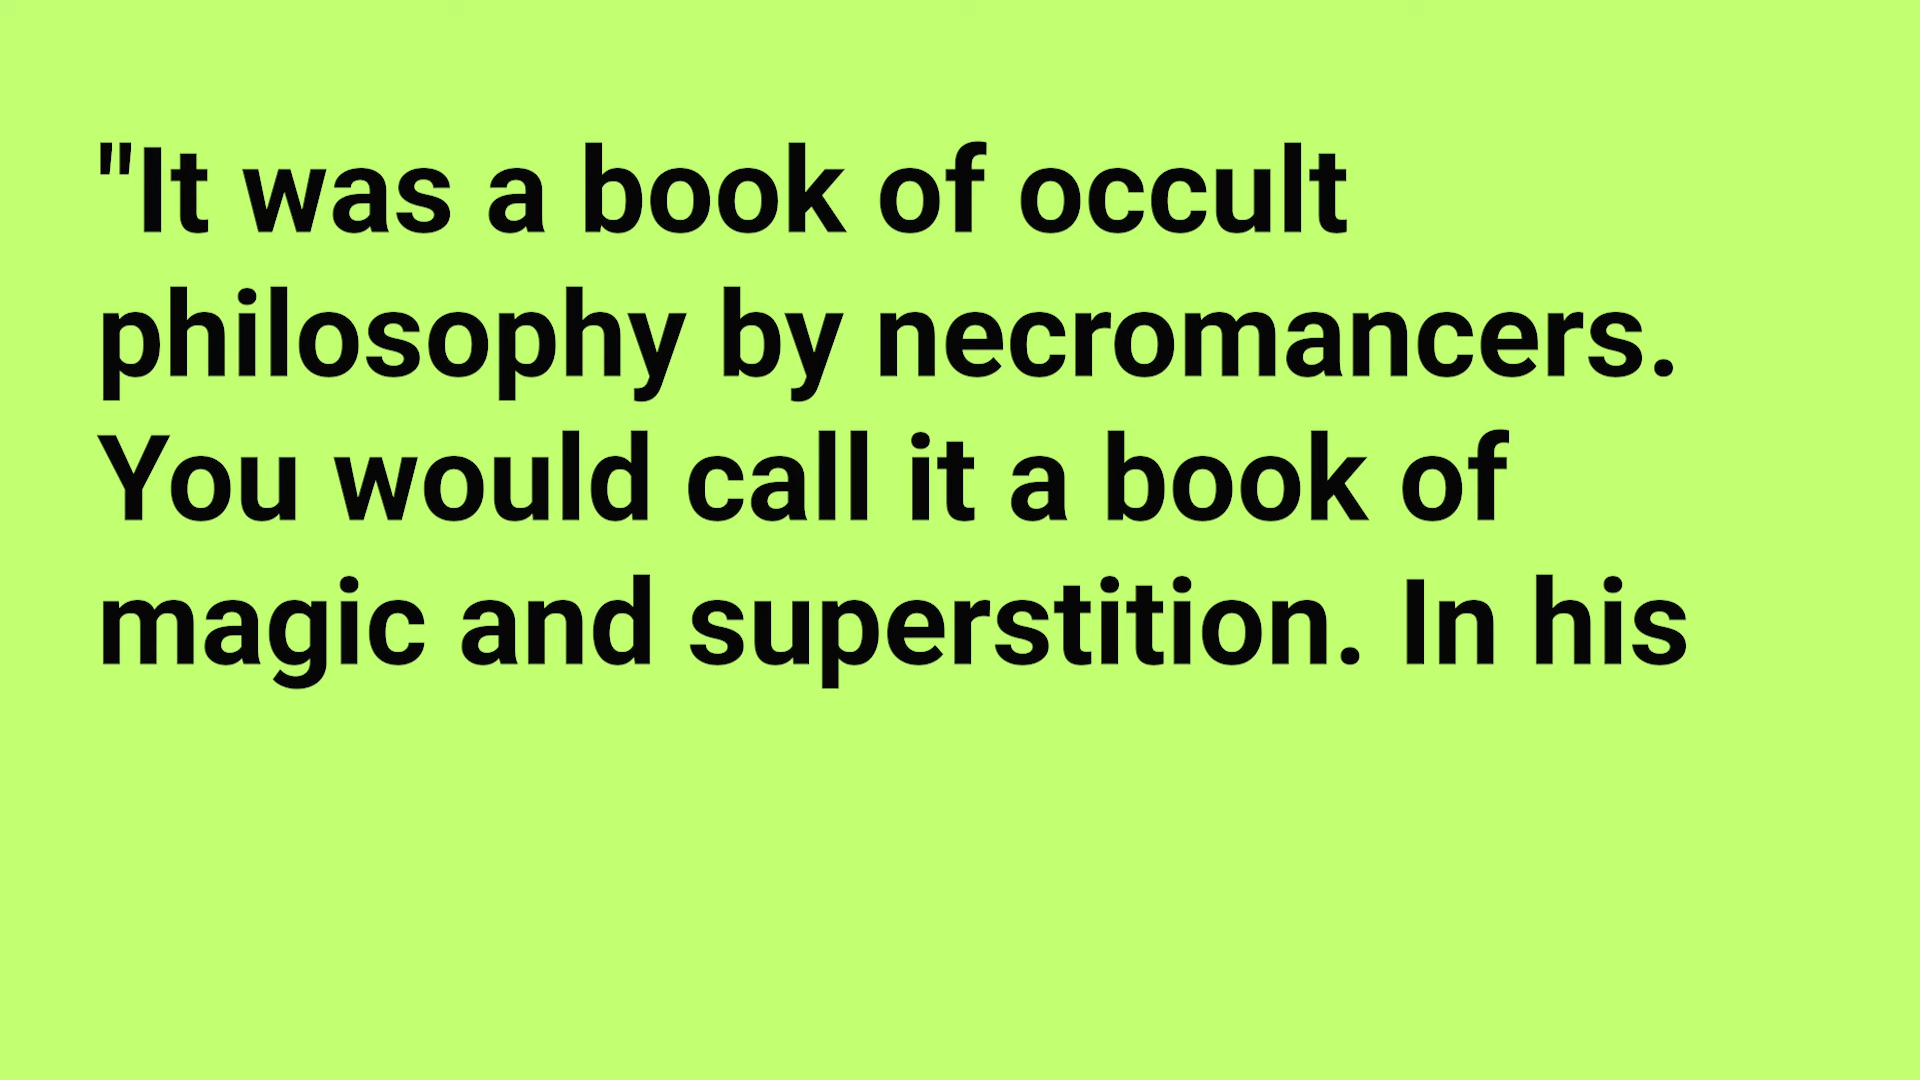 "It was a book of occult
philosophy by necromancers.
You would call it a book of
magic and superstition. In his